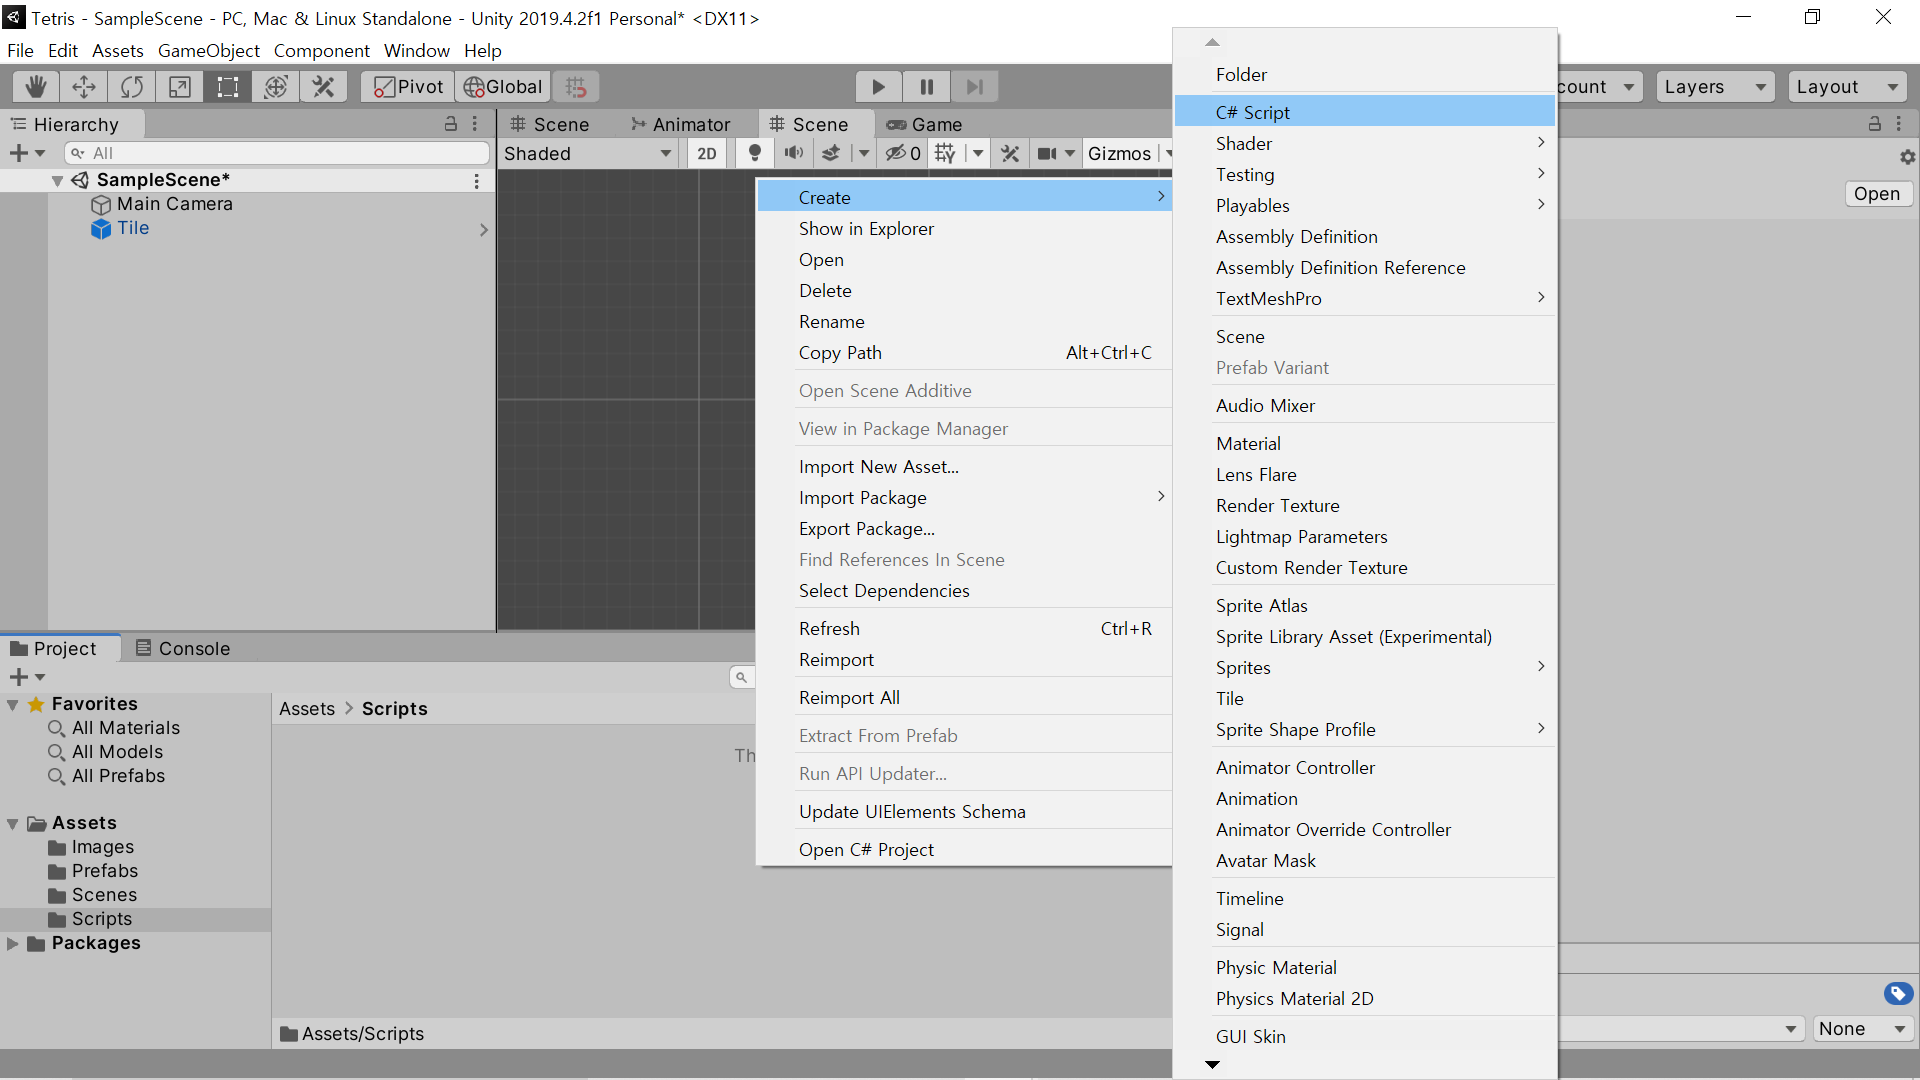 Tetris - SampleScene - PC, Mac & Linux Standalone - Unity 2019.4.2f1 Personal* <DX11>
File Edit Assets GameObject Component Window Help
Pivot Global
count Layers Layout
Hierarchy
Scene Animator Scene Game
All
Shaded 2D 0 Gizmos
SampleScene*
Main Camera
Tile
Open
Create
Show in Explorer
Open
Delete
Rename
Copy Path Alt+Ctrl+C
Open Scene Additive
View in Package Manager
Import New Asset...
Import Package
Export Package...
Find References In Scene
Select Dependencies
Refresh Ctrl+R
Reimport
Reimport All
Extract From Prefab
Run API Updater...
Update UIElements Schema
Open C# Project
Folder
C# Script
Shader
Testing
Playables
Assembly Definition
Assembly Definition Reference
TextMeshPro
Scene
Prefab Variant
Audio Mixer
Material
Lens Flare
Render Texture
Lightmap Parameters
Custom Render Texture
Sprite Atlas
Sprite Library Asset (Experimental)
Sprites
Tile
Sprite Shape Profile
Animator Controller
Animation
Animator Override Controller
Avatar Mask
Timeline
Signal
Physic Material
Physics Material 2D
GUI Skin
Project Console
Favorites
All Materials
All Models
All Prefabs
Assets
Images
Prefabs
Scenes
Scripts
Packages
Assets > Scripts
Th
Assets/Scripts
None